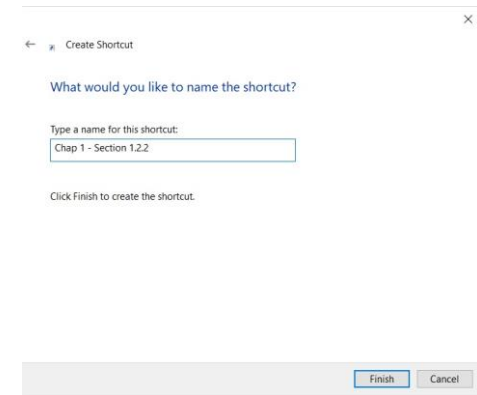 Create Shortcut
What would you like to name the shortcut?
Type a name for this shortcut:
Chap 1 - Section 1.2.2
Click Finish to create the shortcut.
Finish Cancel